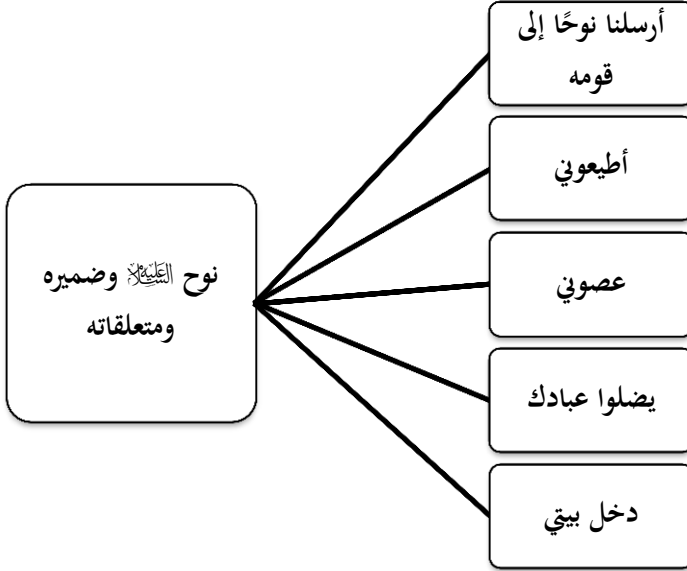 أرسلنا نوحًا إلى
قومه
أطيعوني
نوح عليه السلام وضميره
ومتعلقاته
عصوني
يضلوا عبادك
دخل بيتي